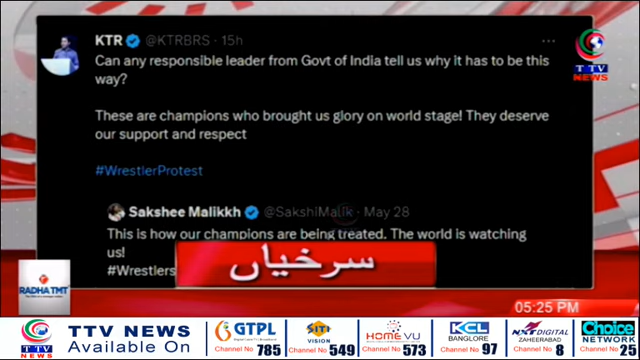 KTR @KTRBRS · 15h
Can any responsible leader from Govt of India tell us why it has to be this
way?
These are champions who brought us glory on world stage! They deserve
our support and respect
#WrestlerProtest
Sakshee Malikkh @SakshiMalik · May 28
This is how our champions are being treated. The world is watching
us!
#Wrestlers
TTV
NEWS
سرخیاں
RADHA TMT
05:25 PM
TTV NEWS
TTV NEWS
Available On
GTPL
Channel No 785
SITI
VISION
Channel No 549
HOME VU
Channel No 573
KCL
BANGLORE
Channel No 97
NXT DIGITAL
ZAHEERABAD
Channel No 8
Choice
NETWORK
Channel No 25